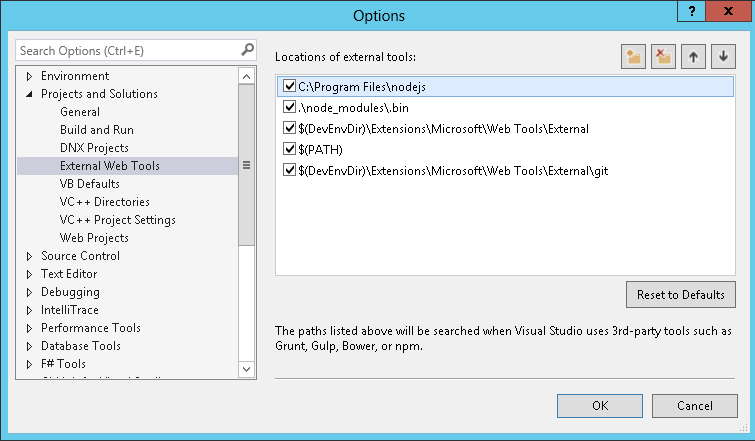 Options
?
x
Search Options (Ctrl+E)
Environment
Projects and Solutions
General
Build and Run
DNX Projects
External Web Tools
VB Defaults
VC++ Directories
VC++ Project Settings
Web Projects
Source Control
Text Editor
Debugging
IntelliTrace
Performance Tools
Database Tools
F# Tools
Locations of external tools:
C:\Program Files\nodejs
.\node_modules\.bin
$(DevEnvDir)\Extensions\Microsoft\Web Tools\External
$(PATH)
$(DevEnvDir)\Extensions\Microsoft\Web Tools\External\git
Reset to Defaults
The paths listed above will be searched when Visual Studio uses 3rd-party tools such as
Grunt, Gulp, Bower, or npm.
OK
Cancel